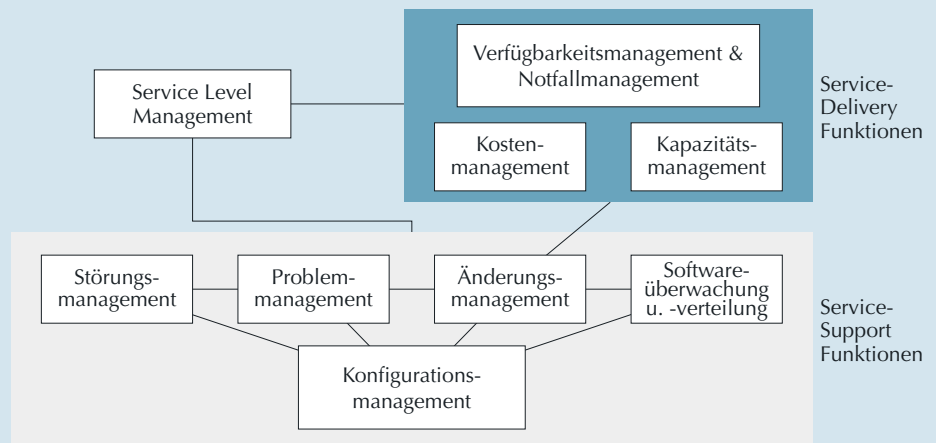 Verfügbarkeitsmanagement &
Notfallmanagement
Service Level
Management
Service-
Delivery
Funktionen
Kosten-
management
Kapazitäts-
management
Störungs-
management
Problem-
management
Änderungs-
management
Software-
überwachung
u. -verteilung
Service-
Support
Funktionen
Konfigurations-
management